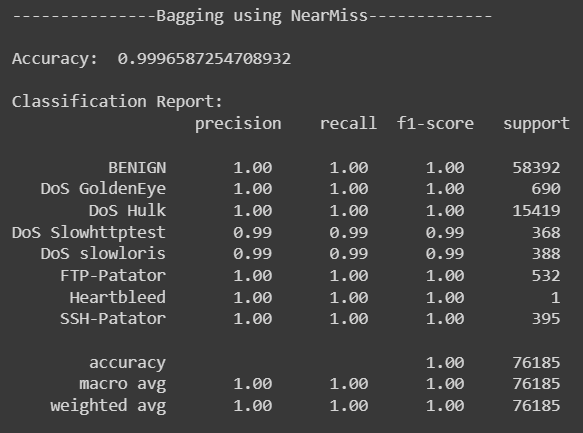 ---------------Bagging using NearMiss-------------
Accuracy:  0.9996587254708932
Classification Report:
                  precision    recall  f1-score   support
          BENIGN       1.00      1.00      1.00     58392
   DoS GoldenEye       1.00      1.00      1.00       690
        DoS Hulk       1.00      1.00      1.00     15419
DoS Slowhttptest       0.99      0.99      0.99       368
   DoS slowloris       0.99      0.99      0.99       388
     FTP-Patator       1.00      1.00      1.00       532
      Heartbleed       1.00      1.00      1.00         1
     SSH-Patator       1.00      1.00      1.00       395
        accuracy                           1.00     76185
       macro avg       1.00      1.00      1.00     76185
    weighted avg       1.00      1.00      1.00     76185